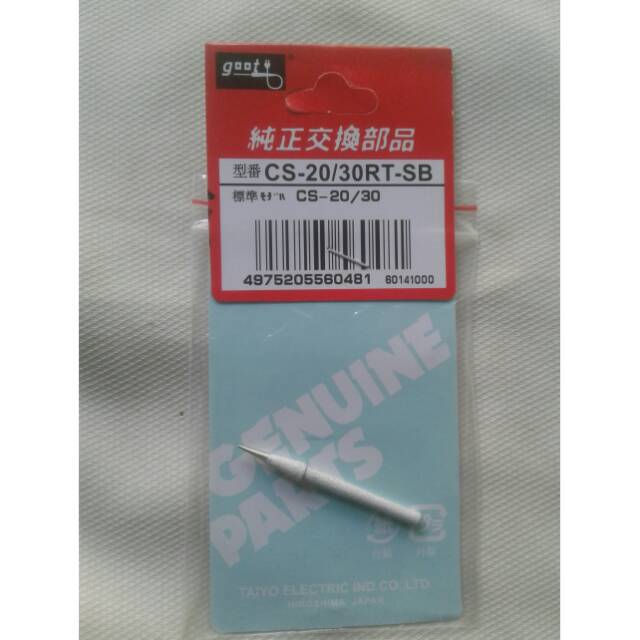 goot
純正交換部品
型番 CS-20/30RT-SB
標準ﾓﾃﾞﾙ CS-20/30
4975205560481 60141000
GENUINE
PARTS
TAIYO ELECTRIC IND.CO.,LTD.
HIROSHIMA JAPAN